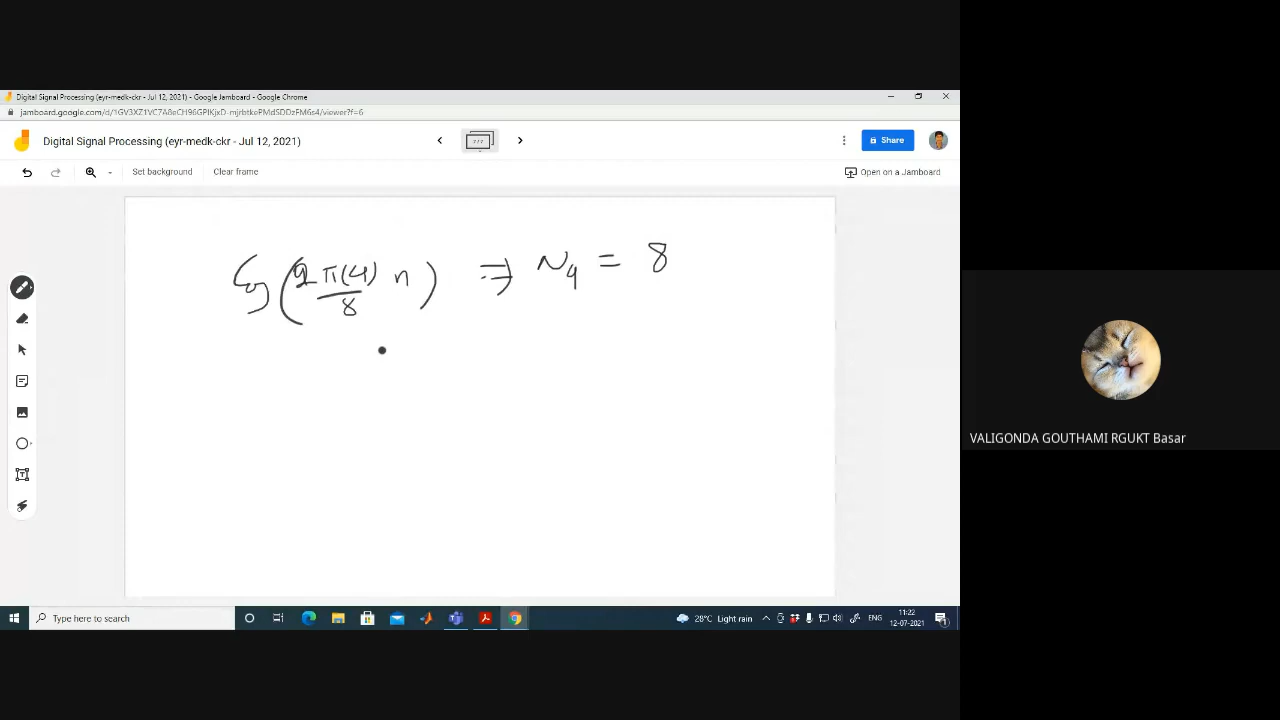 Digital Signal Processing (eyr-medk-ckr - Jul 12, 2021) - Google Jamboard - Google Chrome
Digital Signal Processing (eyr-medk-ckr - Jul 12, 2021)
Share
Set background
Clear frame
Open on a Jamboard
Cos(2π(4)/8 n) ⇒ N4 = 8
VALIGONDA GOUTHAMI RGUKT Basar
Type here to search
28°C Light rain
ENG
11:22
12-07-2021